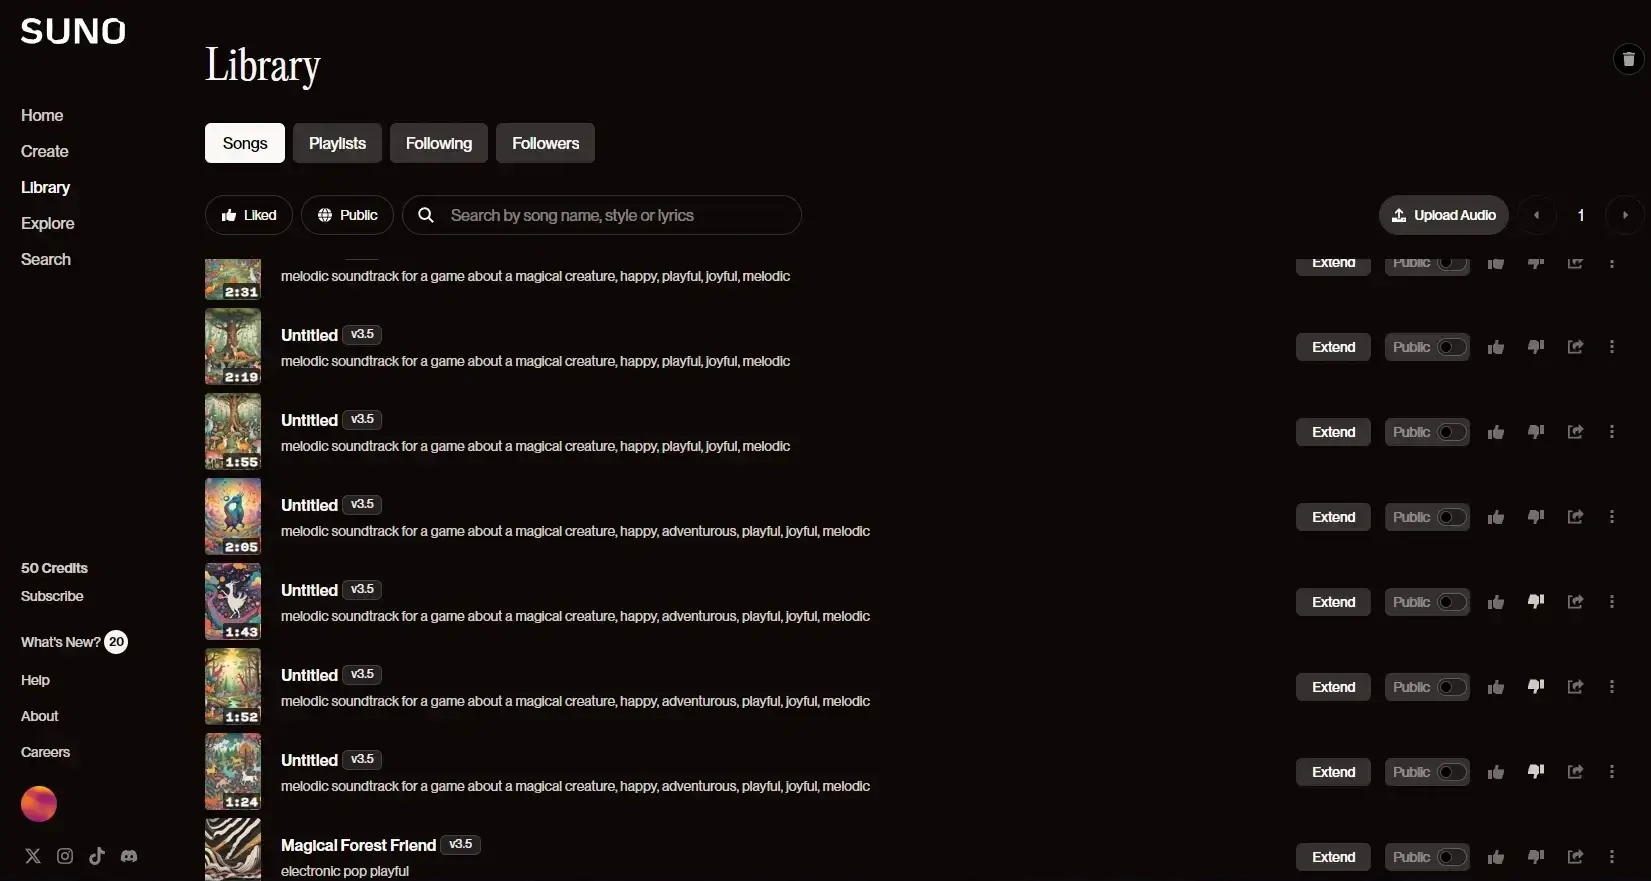 SUNO
Library
Home
Create
Library
Explore
Search
Songs
Playlists
Following
Followers
Liked
Public
Search by song name, style or lyrics
Upload Audio
1
2:31
melodic soundtrack for a game about a magical creature, happy, playful, joyful, melodic
Extend
Public
2:19
Untitled v3.5
melodic soundtrack for a game about a magical creature, happy, playful, joyful, melodic
Extend
Public
1:55
Untitled v3.5
melodic soundtrack for a game about a magical creature, happy, playful, joyful, melodic
Extend
Public
2:05
Untitled v3.5
melodic soundtrack for a game about a magical creature, happy, adventurous, playful, joyful, melodic
Extend
Public
1:43
Untitled v3.5
melodic soundtrack for a game about a magical creature, happy, adventurous, playful, joyful, melodic
Extend
Public
1:52
Untitled v3.5
melodic soundtrack for a game about a magical creature, happy, adventurous, playful, joyful, melodic
Extend
Public
1:24
Untitled v3.5
melodic soundtrack for a game about a magical creature, happy, adventurous, playful, joyful, melodic
Extend
Public
Magical Forest Friend v3.5
electronic pop playful
Extend
Public
50 Credits
Subscribe
What's New? 20
Help
About
Careers